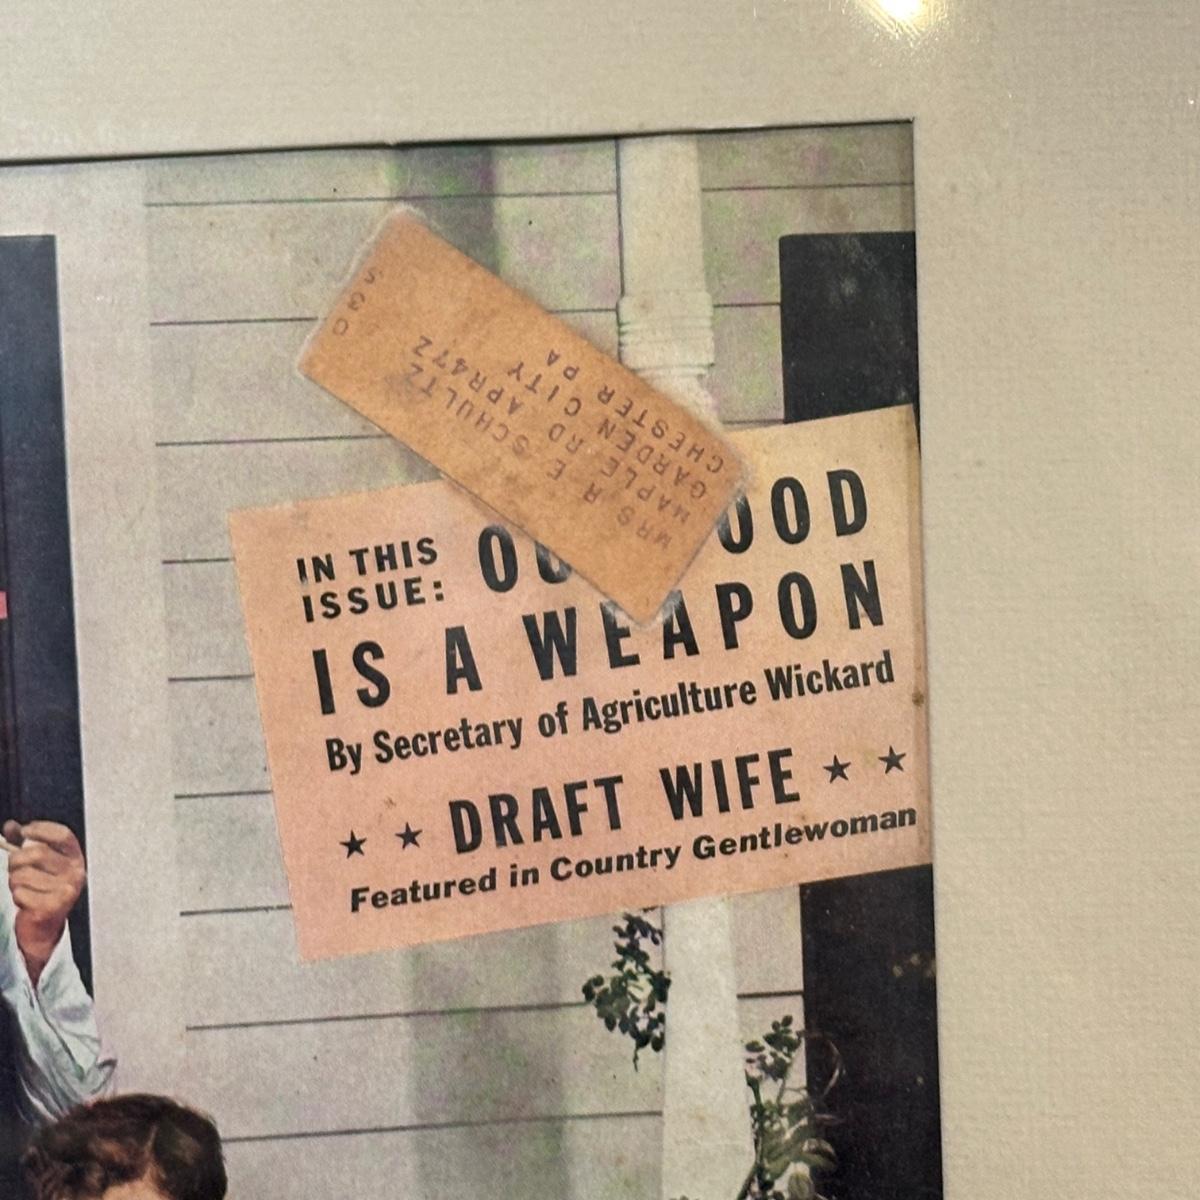 MRS R E SCHULTZ
MAPLE RD APR47Z
GARDEN CITY
CHESTER PA
IN THIS
ISSUE: OU OOD
IS A WEAPON
By Secretary of Agriculture Wickard
★ ★ DRAFT WIFE ★ ★
Featured in Country Gentlewoman